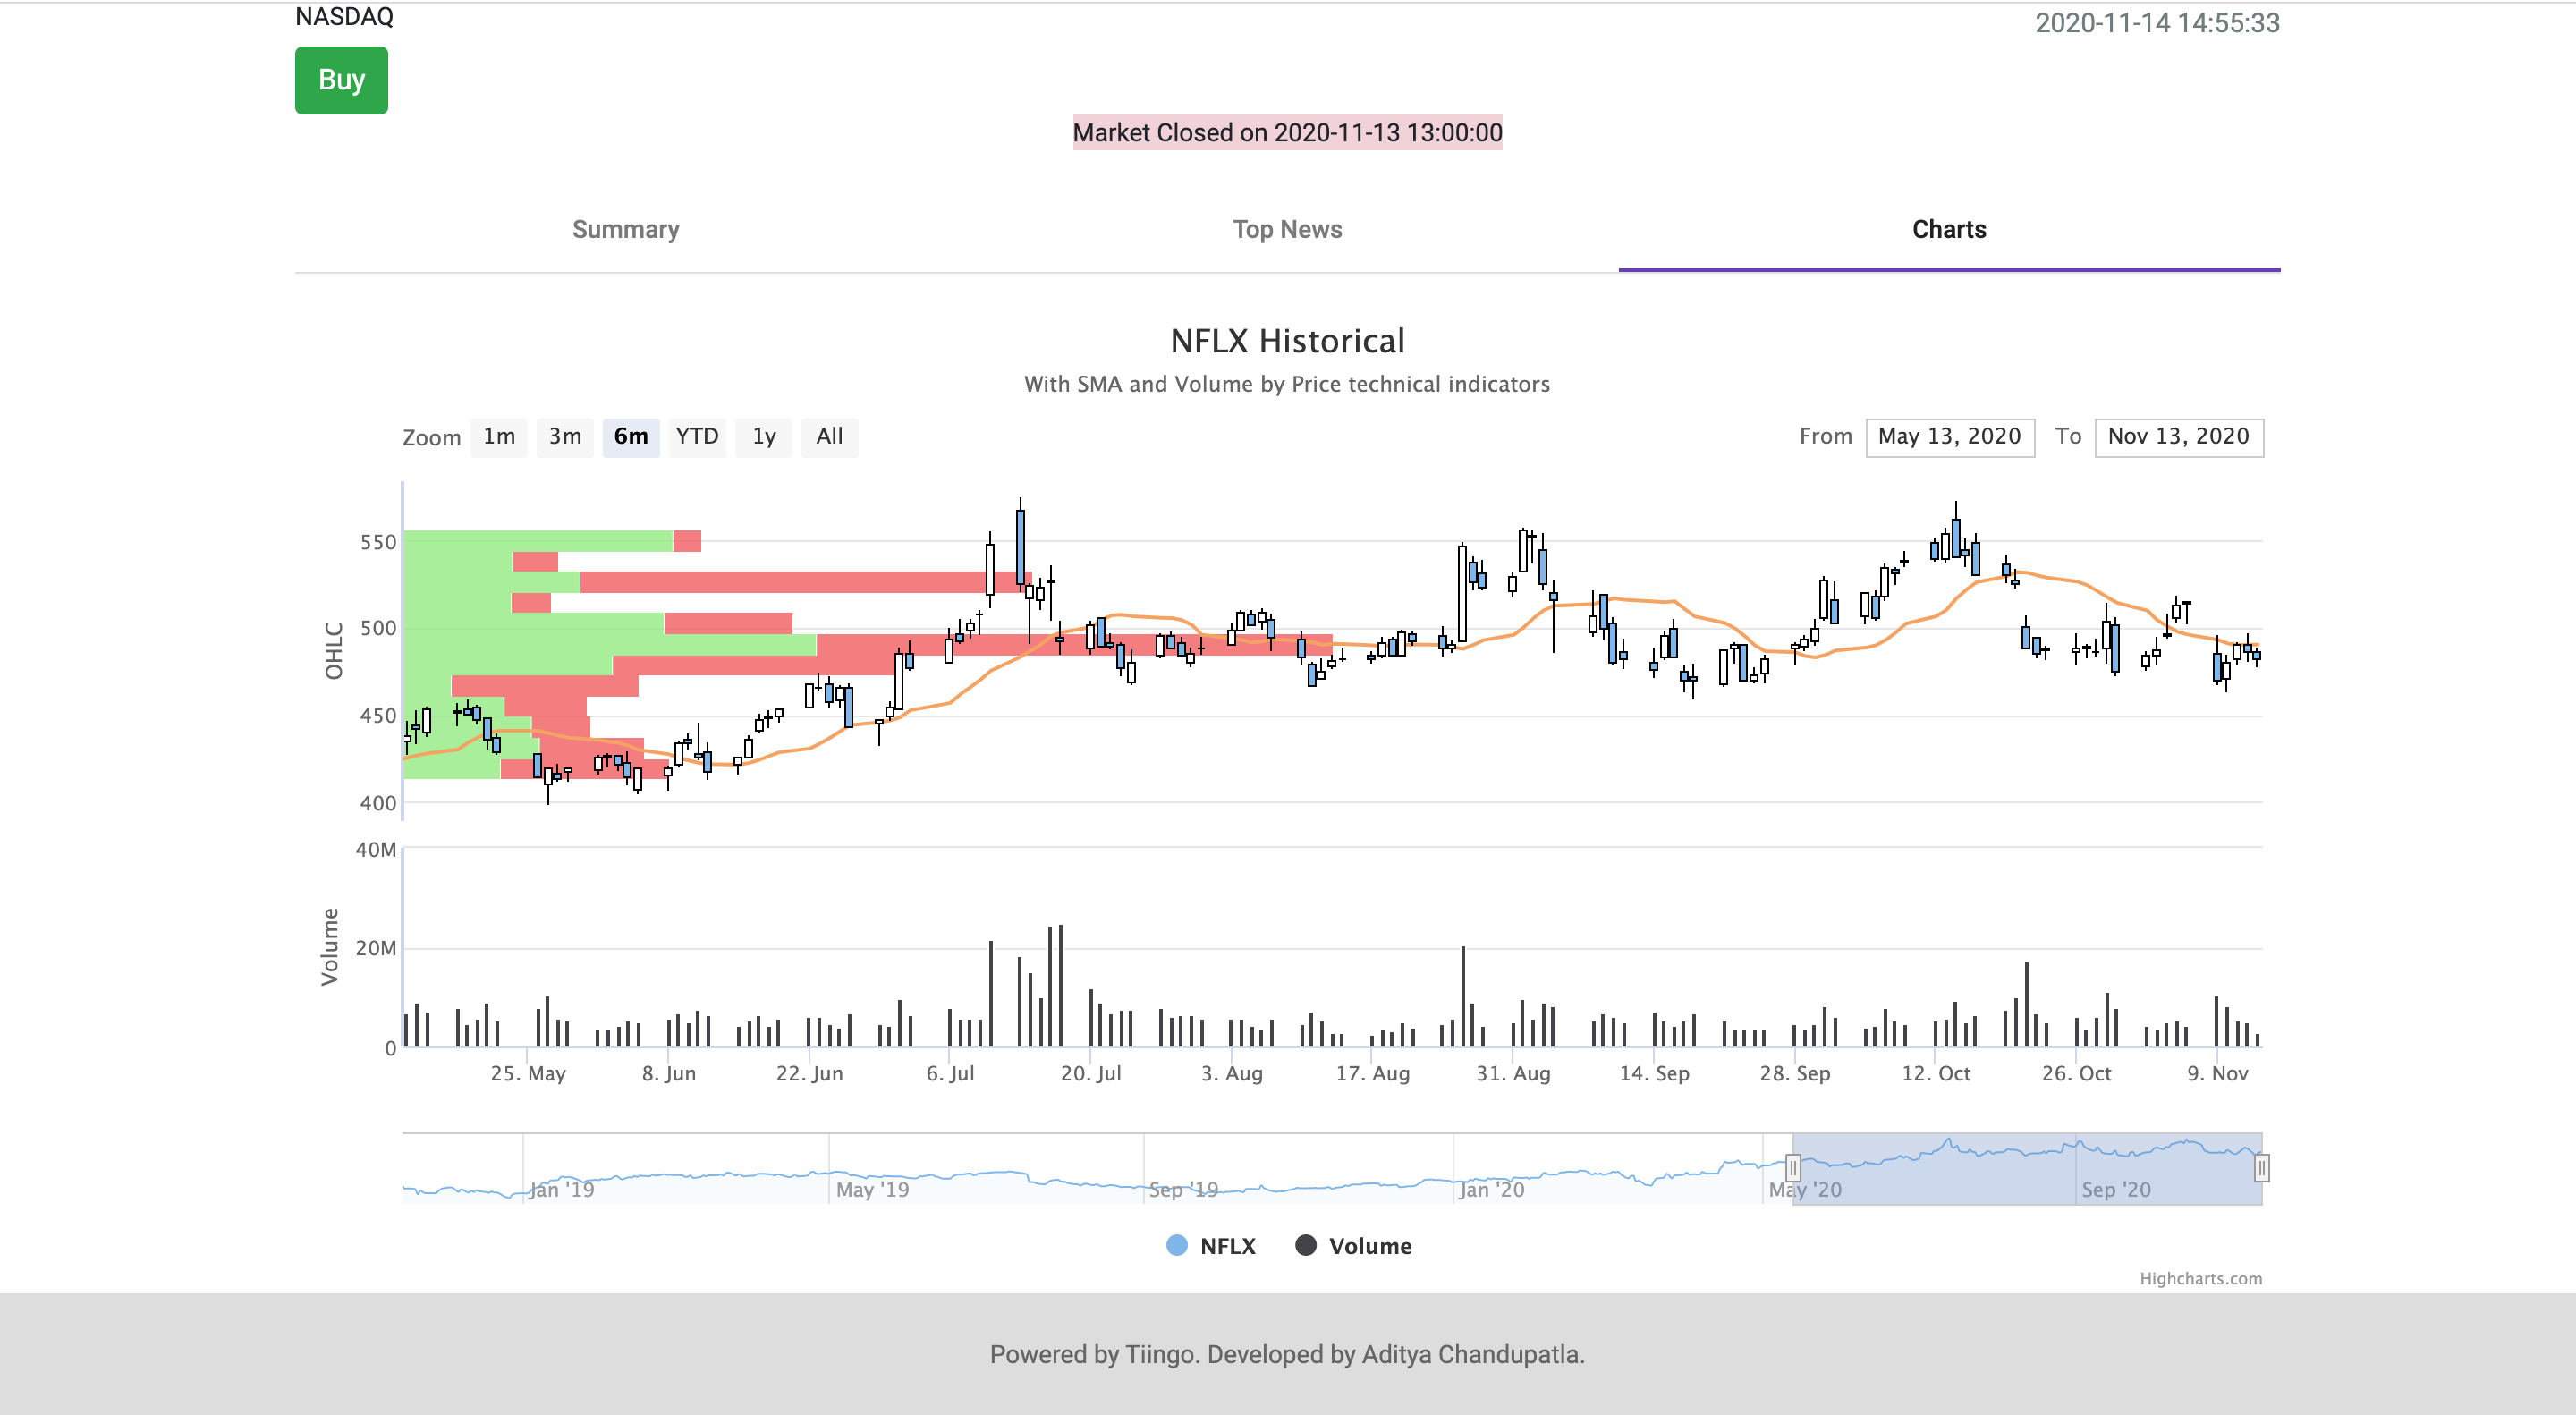 NASDAQ
2020-11-14 14:55:33
Buy
Market Closed on 2020-11-13 13:00:00
Summary Top News Charts
NFLX Historical
With SMA and Volume by Price technical indicators
Zoom 1m 3m 6m YTD 1y All From May 13, 2020 To Nov 13, 2020
OHLC
550
500
450
400
Volume
40M
20M
0
25. May 8. Jun 22. Jun 6. Jul 20. Jul 3. Aug 17. Aug 31. Aug 14. Sep 28. Sep 12. Oct 26. Oct 9. Nov
Jan '19 May '19 Sep '19 Jan '20 May '20 Sep '20
NFLX Volume
Highcharts.com
Powered by Tiingo. Developed by Aditya Chandupatla.